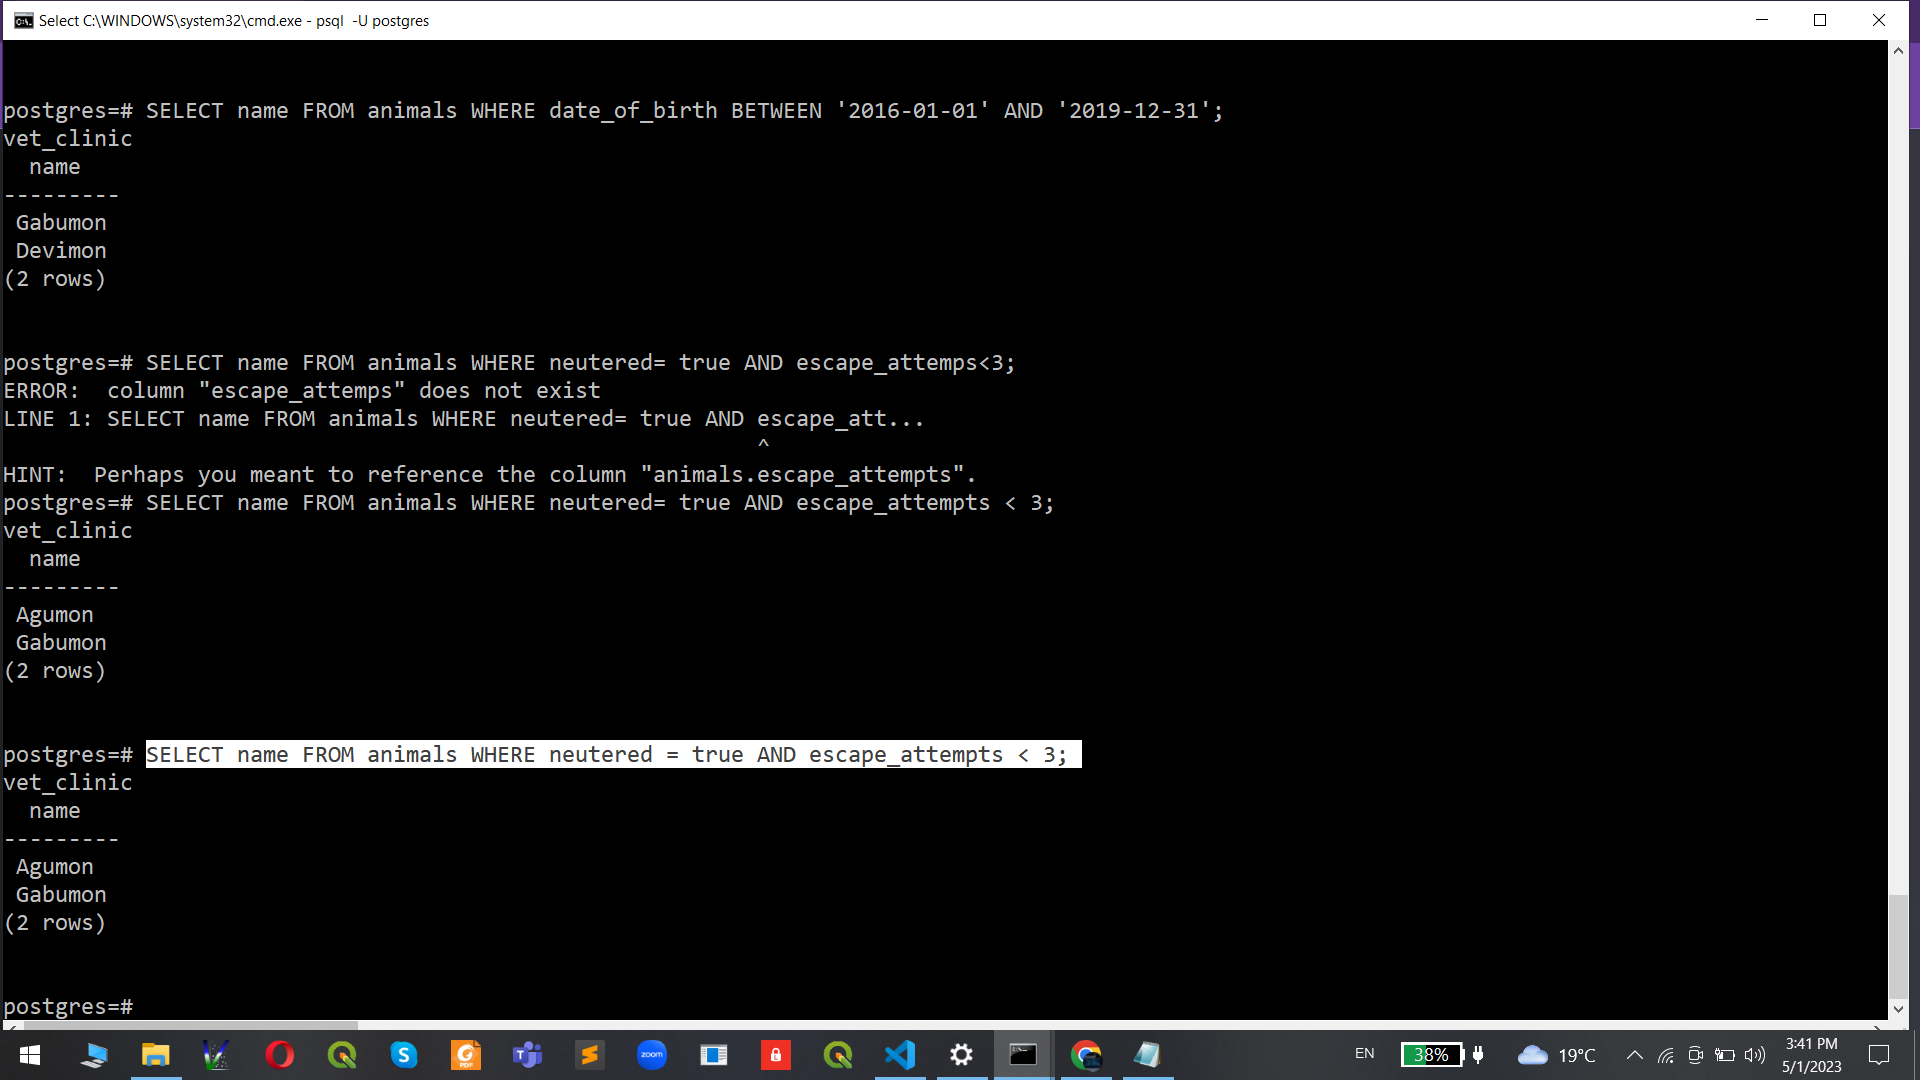 Select C:\WINDOWS\system32\cmd.exe - psql  -U postgres
postgres=# SELECT name FROM animals WHERE date_of_birth BETWEEN '2016-01-01' AND '2019-12-31';
vet_clinic
  name
---------
 Gabumon
 Devimon
(2 rows)
postgres=# SELECT name FROM animals WHERE neutered= true AND escape_attemps<3;
ERROR:  column "escape_attemps" does not exist
LINE 1: SELECT name FROM animals WHERE neutered= true AND escape_att...
                                                          ^
HINT:  Perhaps you meant to reference the column "animals.escape_attempts".
postgres=# SELECT name FROM animals WHERE neutered= true AND escape_attempts < 3;
vet_clinic
  name
---------
 Agumon
 Gabumon
(2 rows)
postgres=# SELECT name FROM animals WHERE neutered = true AND escape_attempts < 3;
vet_clinic
  name
---------
 Agumon
 Gabumon
(2 rows)
postgres=#
zoom
EN
38%
19°C
3:41 PM
5/1/2023